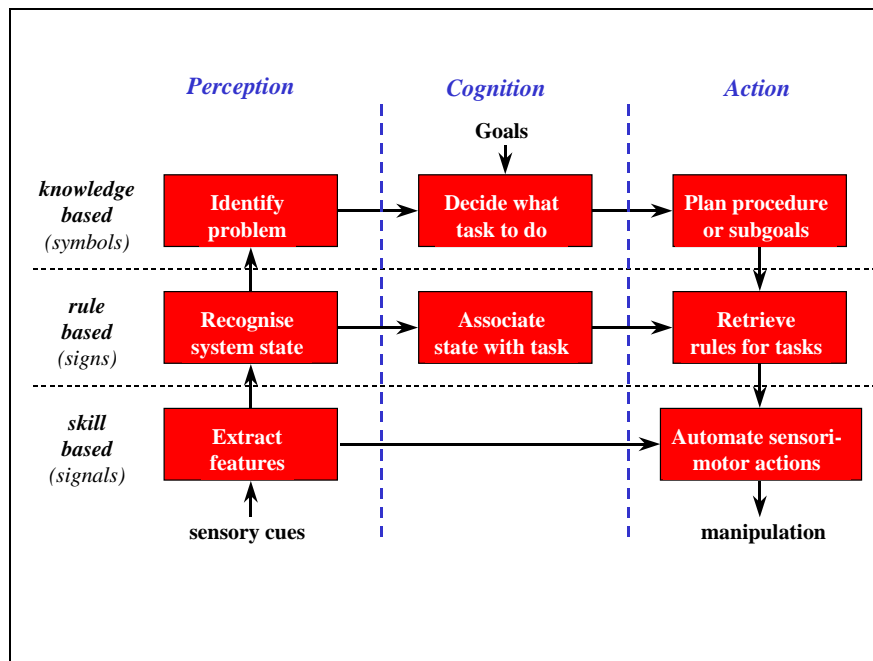 Perception
Cognition
Action
Goals
knowledge
based
(symbols)
Identify
problem
Decide what
task to do
Plan procedure
or subgoals
rule
based
(signs)
Recognise
system state
Associate
state with task
Retrieve
rules for tasks
skill
based
(signals)
Extract
features
Automate sensori-
motor actions
sensory cues
manipulation